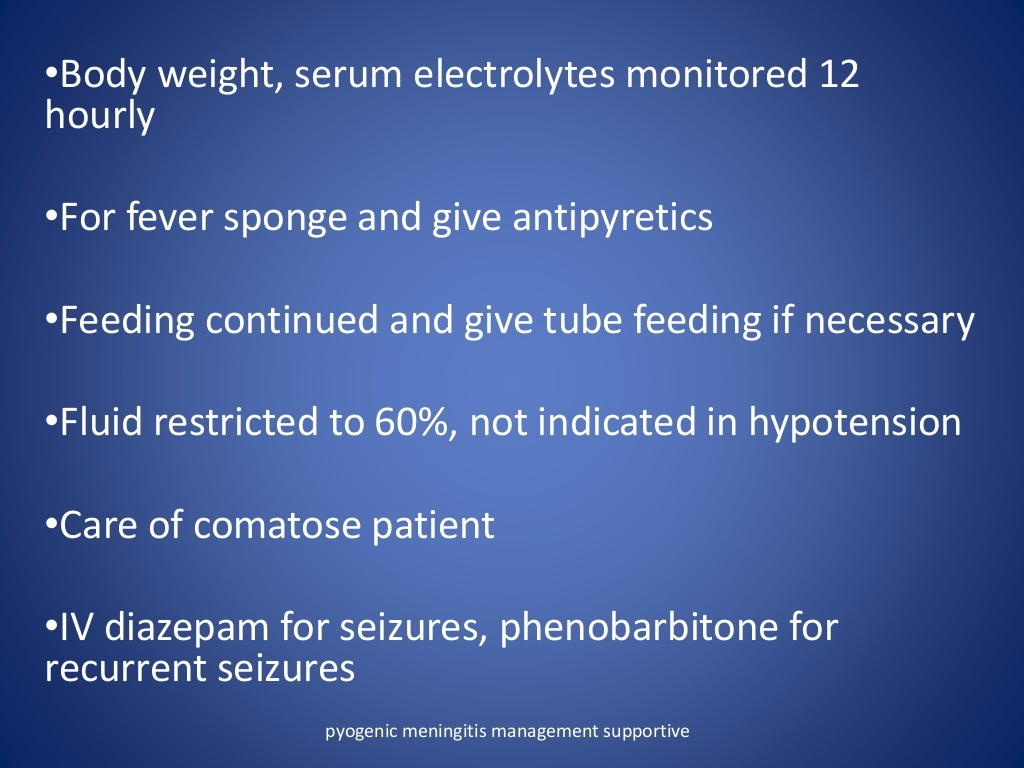 •Body weight, serum electrolytes monitored 12
hourly
•For fever sponge and give antipyretics
•Feeding continued and give tube feeding if necessary
•Fluid restricted to 60%, not indicated in hypotension
•Care of comatose patient
•IV diazepam for seizures, phenobarbitone for
recurrent seizures
pyogenic meningitis management supportive